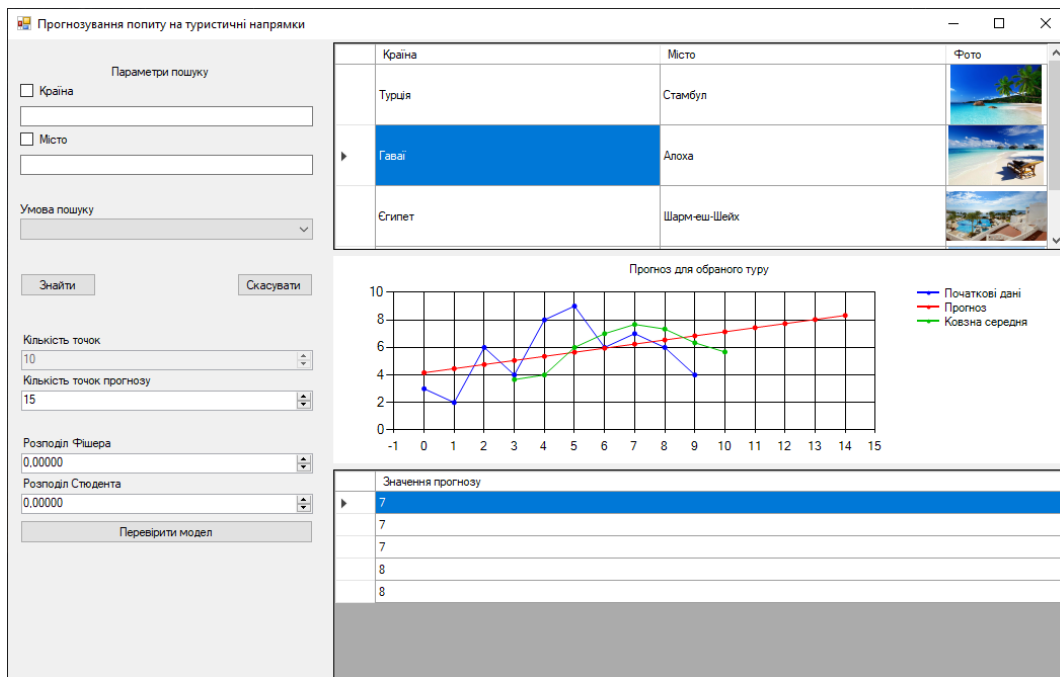 Прогнозування попиту на туристичні напрямки
Параметри пошуку
Країна
Місто
Умова пошуку
Знайти Скасувати
Кількість точок
10
Кількість точок прогнозу
15
Розподіл Фішера
0,00000
Розподіл Стюдента
0,00000
Перевірити модел
Країна Місто Фото
Турція Стамбул
Гаваї Алоха
Єгипет Шарм-еш-Шейх
Прогноз для обраного туру
10
8
6
4
2
0
-1 0 1 2 3 4 5 6 7 8 9 10 11 12 13 14 15
Початкові дані
Прогноз
Ковзна середня
Значення прогнозу
7
7
7
8
8